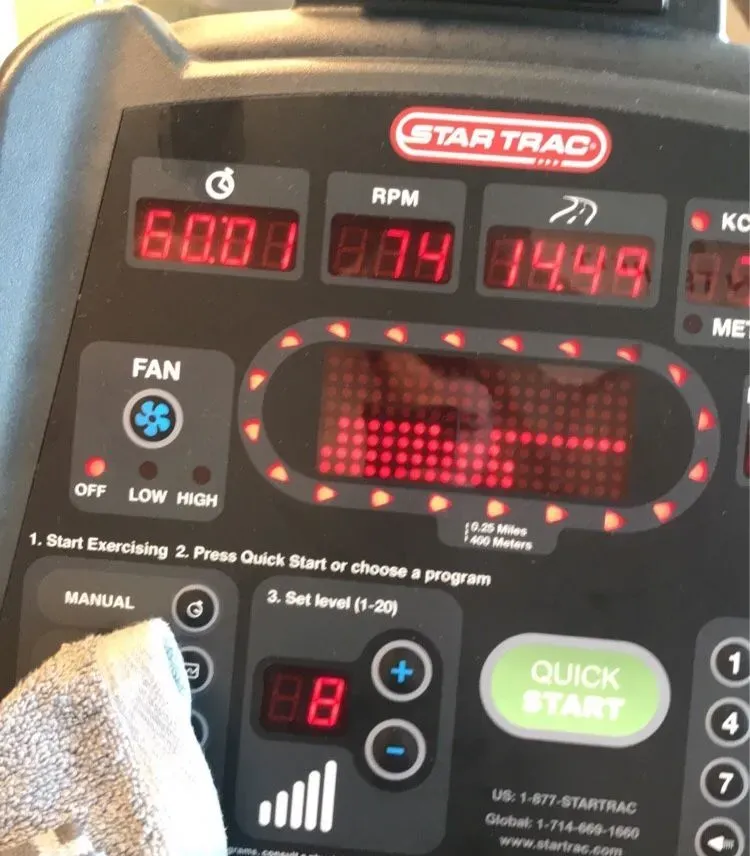 STAR TRAC
RPM
60:01
74
14.49
KC
MET
FAN
OFF LOW HIGH
0.25 Miles
400 Meters
1. Start Exercising 2. Press Quick Start or choose a program
MANUAL
3. Set level (1-20)
8
+
-
QUICK
START
1
4
7
US: 1-877-STARTRAC
Global: 1-714-669-1660
www.startrac.com